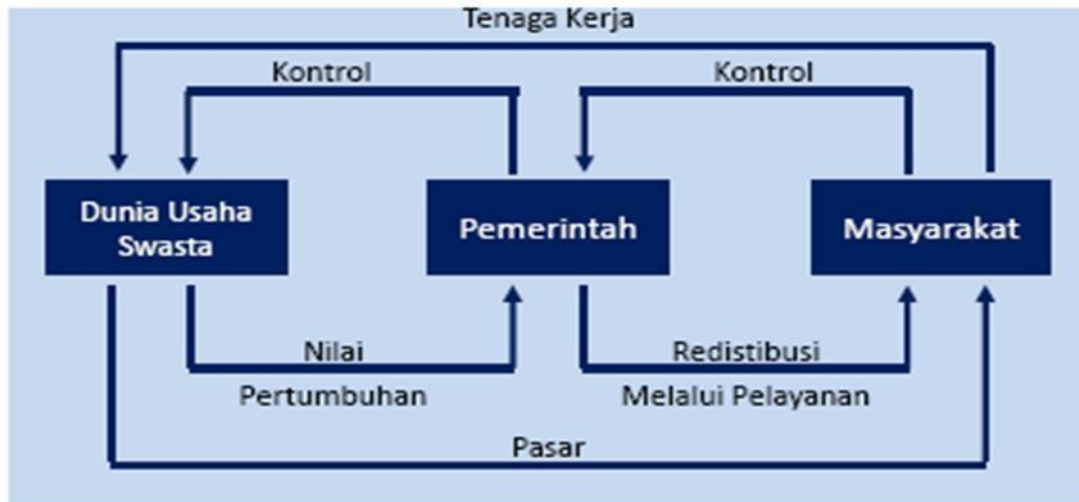 Tenaga Kerja
Kontrol
Kontrol
Dunia Usaha
Swasta
Pemerintah
Masyarakat
Nilai
Pertumbuhan
Redistibusi
Melalui Pelayanan
Pasar